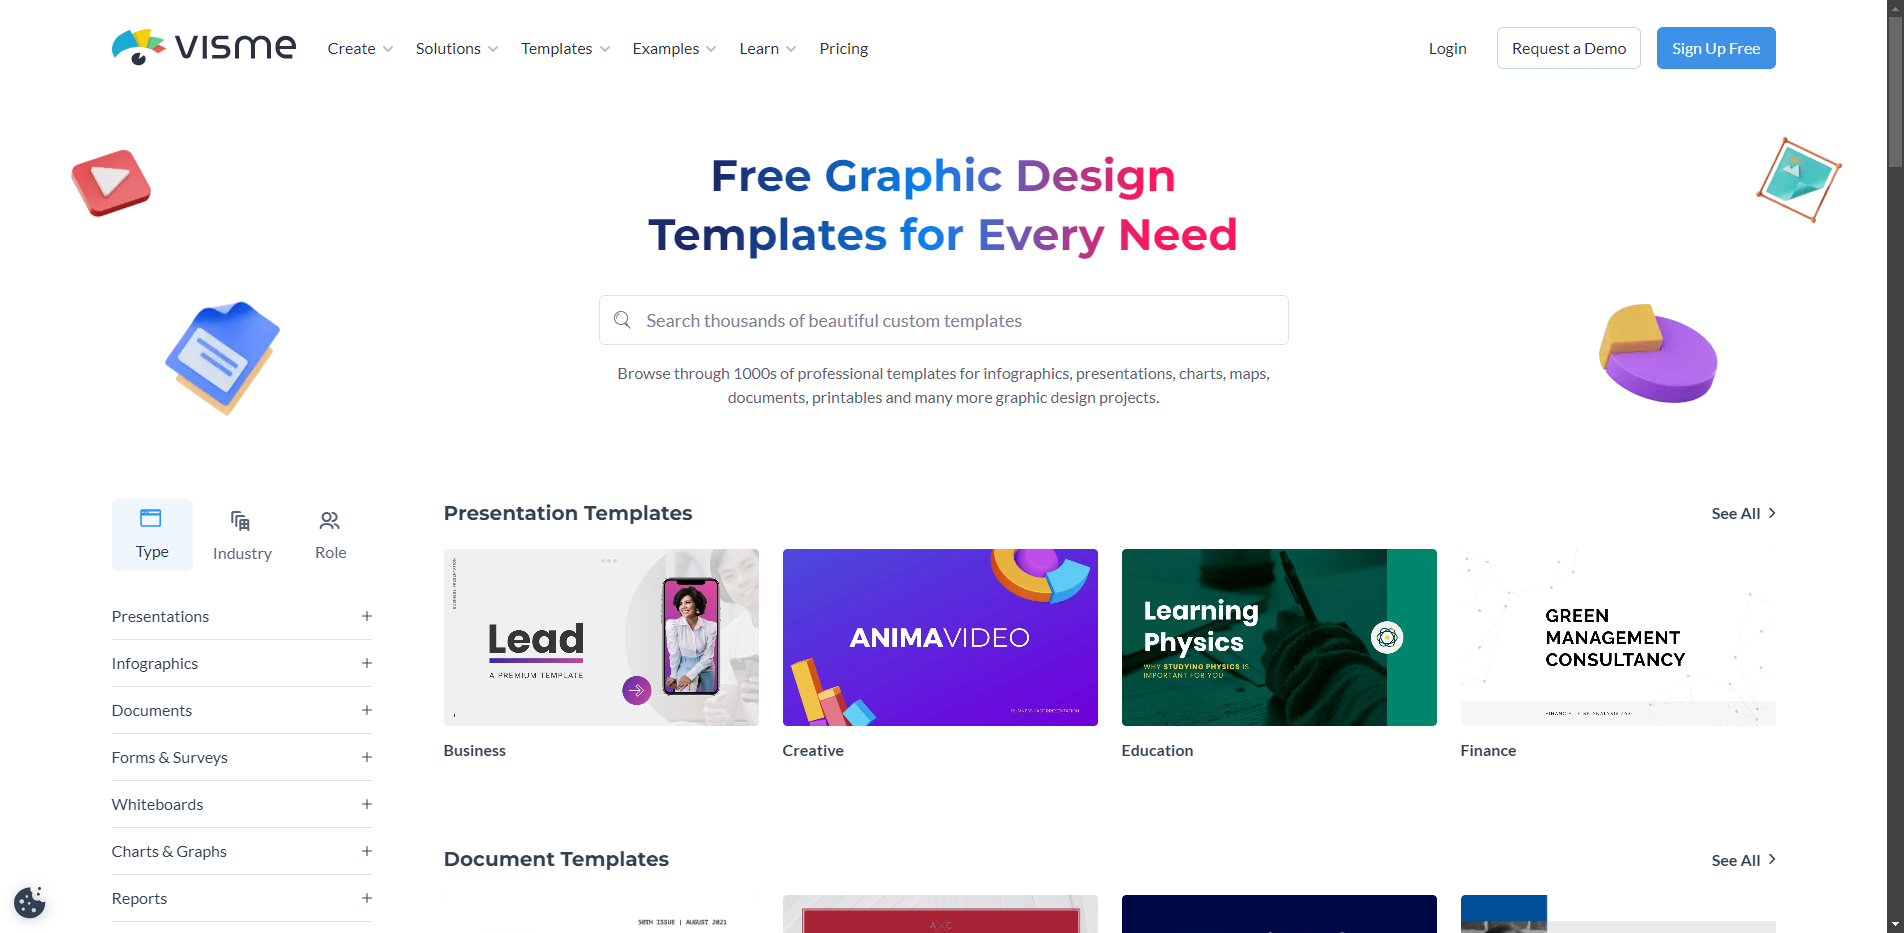 VISME
Create
Solutions
Templates
Examples
Learn
Pricing
Login
Request a Demo
Sign Up Free
Free Graphic Design
Templates for Every Need
Search thousands of beautiful custom templates
Browse through 1000s of professional templates for infographics, presentations, charts, maps,
documents, printables and many more graphic design projects.
Type
Industry
Role
Presentations
Infographics
Documents
Forms & Surveys
Whiteboards
Charts & Graphs
Reports
Presentation Templates
See All
Lead
A PREMIUM TEMPLATE
Business
ANIMAVIDEO
Creative
Learning
Physics
WHY STUDYING PHYSICS IS
IMPORTANT FOR YOU
Education
GREEN
MANAGEMENT
CONSULTANCY
Finance
Document Templates
See All
50TH ISSUE | AUGUST 2021